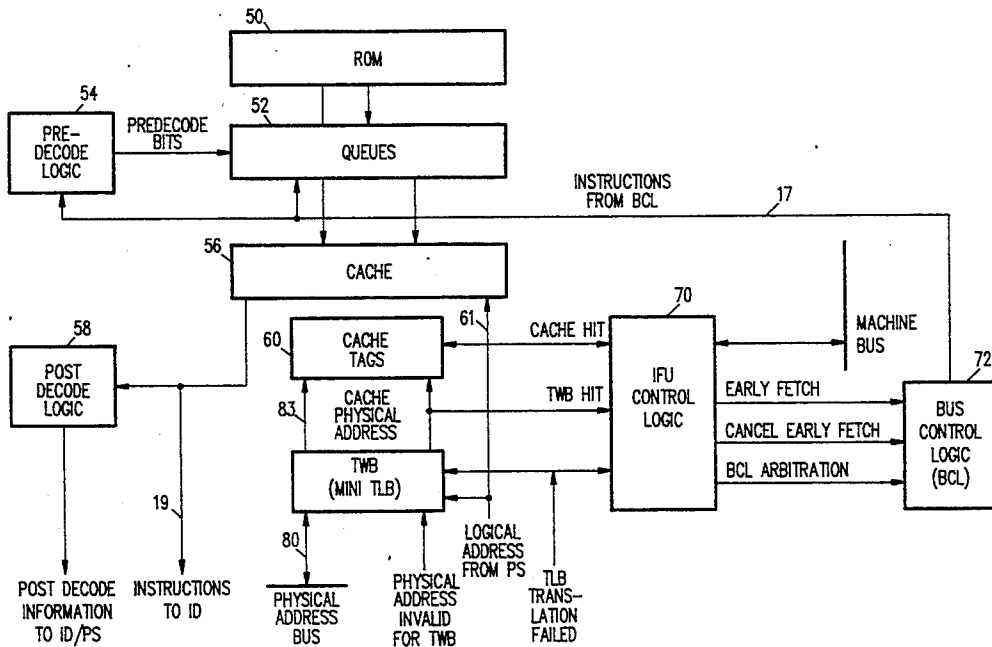 50
ROM
54
PRE-
DECODE
LOGIC
PREDECODE
BITS
52
QUEUES
INSTRUCTIONS
FROM BCL
17
56
CACHE
58
POST
DECODE
LOGIC
60
CACHE
TAGS
61
CACHE HIT
70
IFU
CONTROL
LOGIC
MACHINE
BUS
72
BUS
CONTROL
LOGIC
(BCL)
83
CACHE
PHYSICAL
ADDRESS
TWB HIT
EARLY FETCH
CANCEL EARLY FETCH
BCL ARBITRATION
TWB
(MINI TLB)
19
80
POST DECODE
INFORMATION
TO ID/PS
INSTRUCTIONS
TO ID
PHYSICAL
ADDRESS
BUS
PHYSICAL
ADDRESS
INVALID
FOR TWB
LOGICAL
ADDRESS
FROM PS
TLB
TRANS-
LATION
FAILED